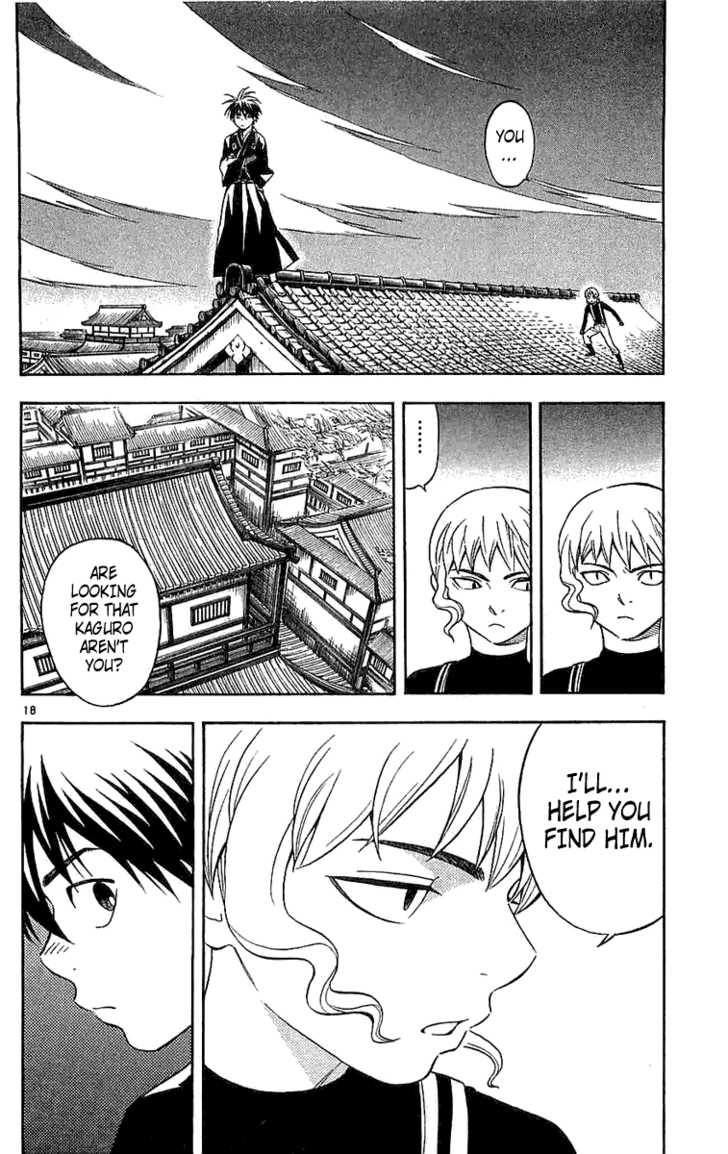 YOU
...
......
ARE
LOOKING
FOR THAT
KAGURO
AREN'T
YOU?
18
I'LL...
HELP YOU
FIND HIM.